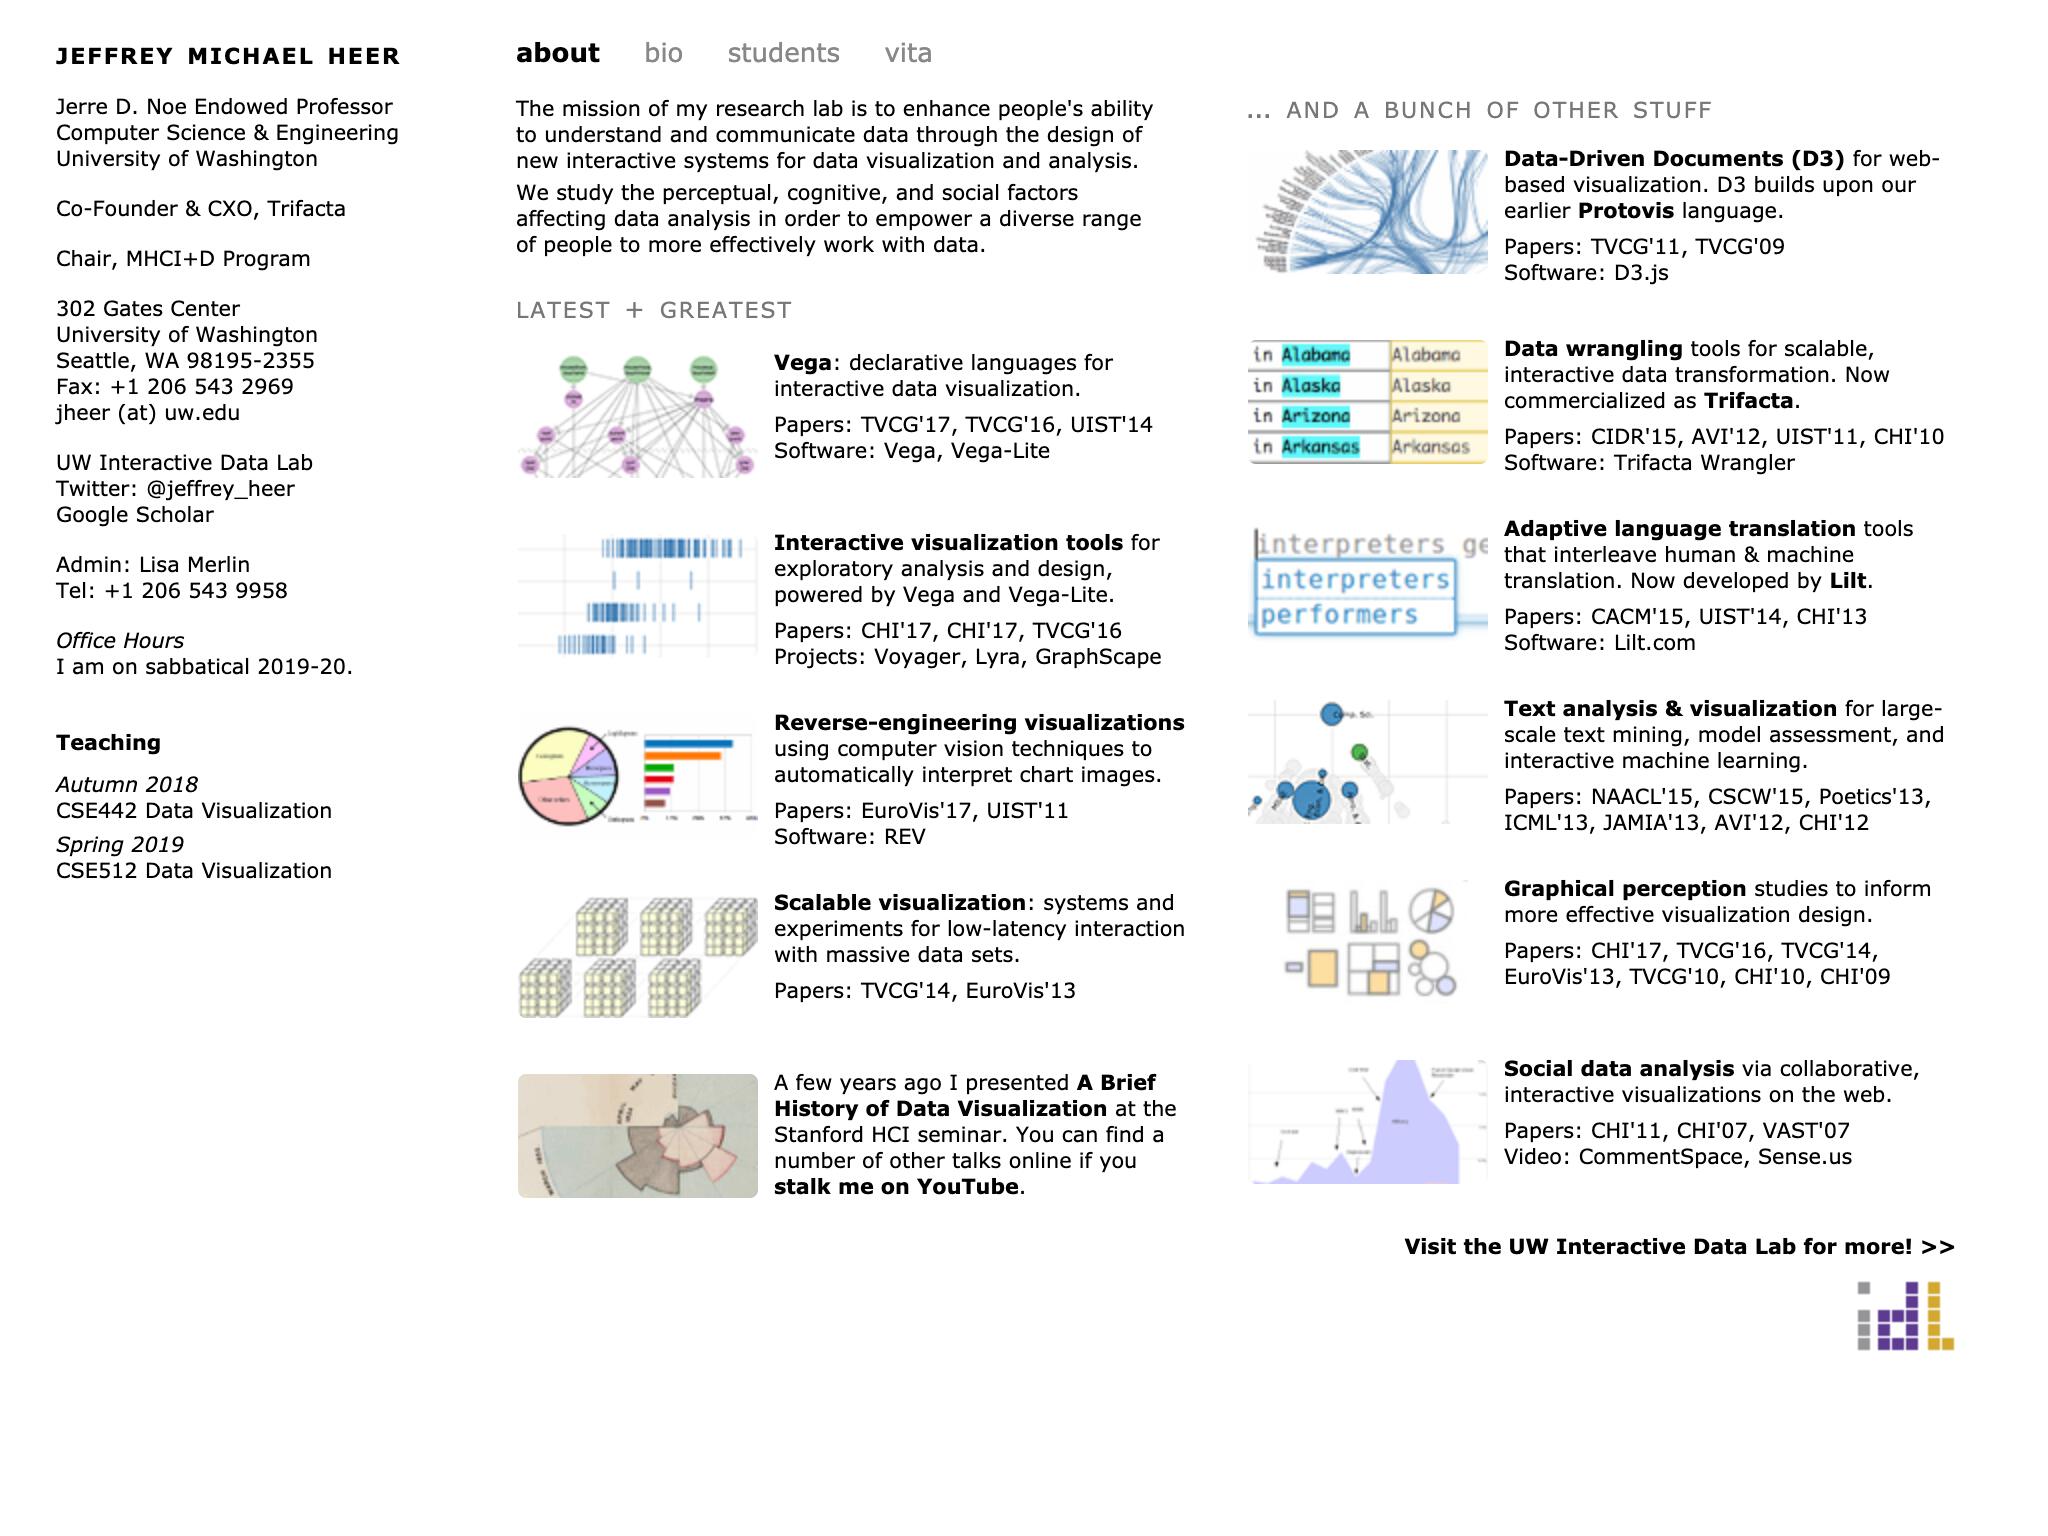 JEFFREY MICHAEL HEER
Jerre D. Noe Endowed Professor
Computer Science & Engineering
University of Washington
Co-Founder & CXO, Trifacta
Chair, MHCI+D Program
302 Gates Center
University of Washington
Seattle, WA 98195-2355
Fax: +1 206 543 2969
jheer (at) uw.edu
UW Interactive Data Lab
Twitter: @jeffrey_heer
Google Scholar
Admin: Lisa Merlin
Tel: +1 206 543 9958
Office Hours
I am on sabbatical 2019-20.
Teaching
Autumn 2018
CSE442 Data Visualization
Spring 2019
CSE512 Data Visualization
about bio students vita
The mission of my research lab is to enhance people's ability
to understand and communicate data through the design of
new interactive systems for data visualization and analysis.
We study the perceptual, cognitive, and social factors
affecting data analysis in order to empower a diverse range
of people to more effectively work with data.
LATEST + GREATEST
Vega: declarative languages for
interactive data visualization.
Papers: TVCG'17, TVCG'16, UIST'14
Software: Vega, Vega-Lite
Interactive visualization tools for
exploratory analysis and design,
powered by Vega and Vega-Lite.
Papers: CHI'17, CHI'17, TVCG'16
Projects: Voyager, Lyra, GraphScape
Reverse-engineering visualizations
using computer vision techniques to
automatically interpret chart images.
Papers: EuroVis'17, UIST'11
Software: REV
Scalable visualization: systems and
experiments for low-latency interaction
with massive data sets.
Papers: TVCG'14, EuroVis'13
A few years ago I presented A Brief
History of Data Visualization at the
Stanford HCI seminar. You can find a
number of other talks online if you
stalk me on YouTube.
... AND A BUNCH OF OTHER STUFF
Data-Driven Documents (D3) for web-
based visualization. D3 builds upon our
earlier Protovis language.
Papers: TVCG'11, TVCG'09
Software: D3.js
in Alabama Alabama
in Alaska Alaska
in Arizona Arizona
in Arkansas Arkansas
Data wrangling tools for scalable,
interactive data transformation. Now
commercialized as Trifacta.
Papers: CIDR'15, AVI'12, UIST'11, CHI'10
Software: Trifacta Wrangler
interpreters ge
interpreters
performers
Adaptive language translation tools
that interleave human & machine
translation. Now developed by Lilt.
Papers: CACM'15, UIST'14, CHI'13
Software: Lilt.com
Comp. Sci.
Text analysis & visualization for large-
scale text mining, model assessment, and
interactive machine learning.
Papers: NAACL'15, CSCW'15, Poetics'13,
ICML'13, JAMIA'13, AVI'12, CHI'12
Graphical perception studies to inform
more effective visualization design.
Papers: CHI'17, TVCG'16, TVCG'14,
EuroVis'13, TVCG'10, CHI'10, CHI'09
Social data analysis via collaborative,
interactive visualizations on the web.
Papers: CHI'11, CHI'07, VAST'07
Video: CommentSpace, Sense.us
Visit the UW Interactive Data Lab for more! >>
idL